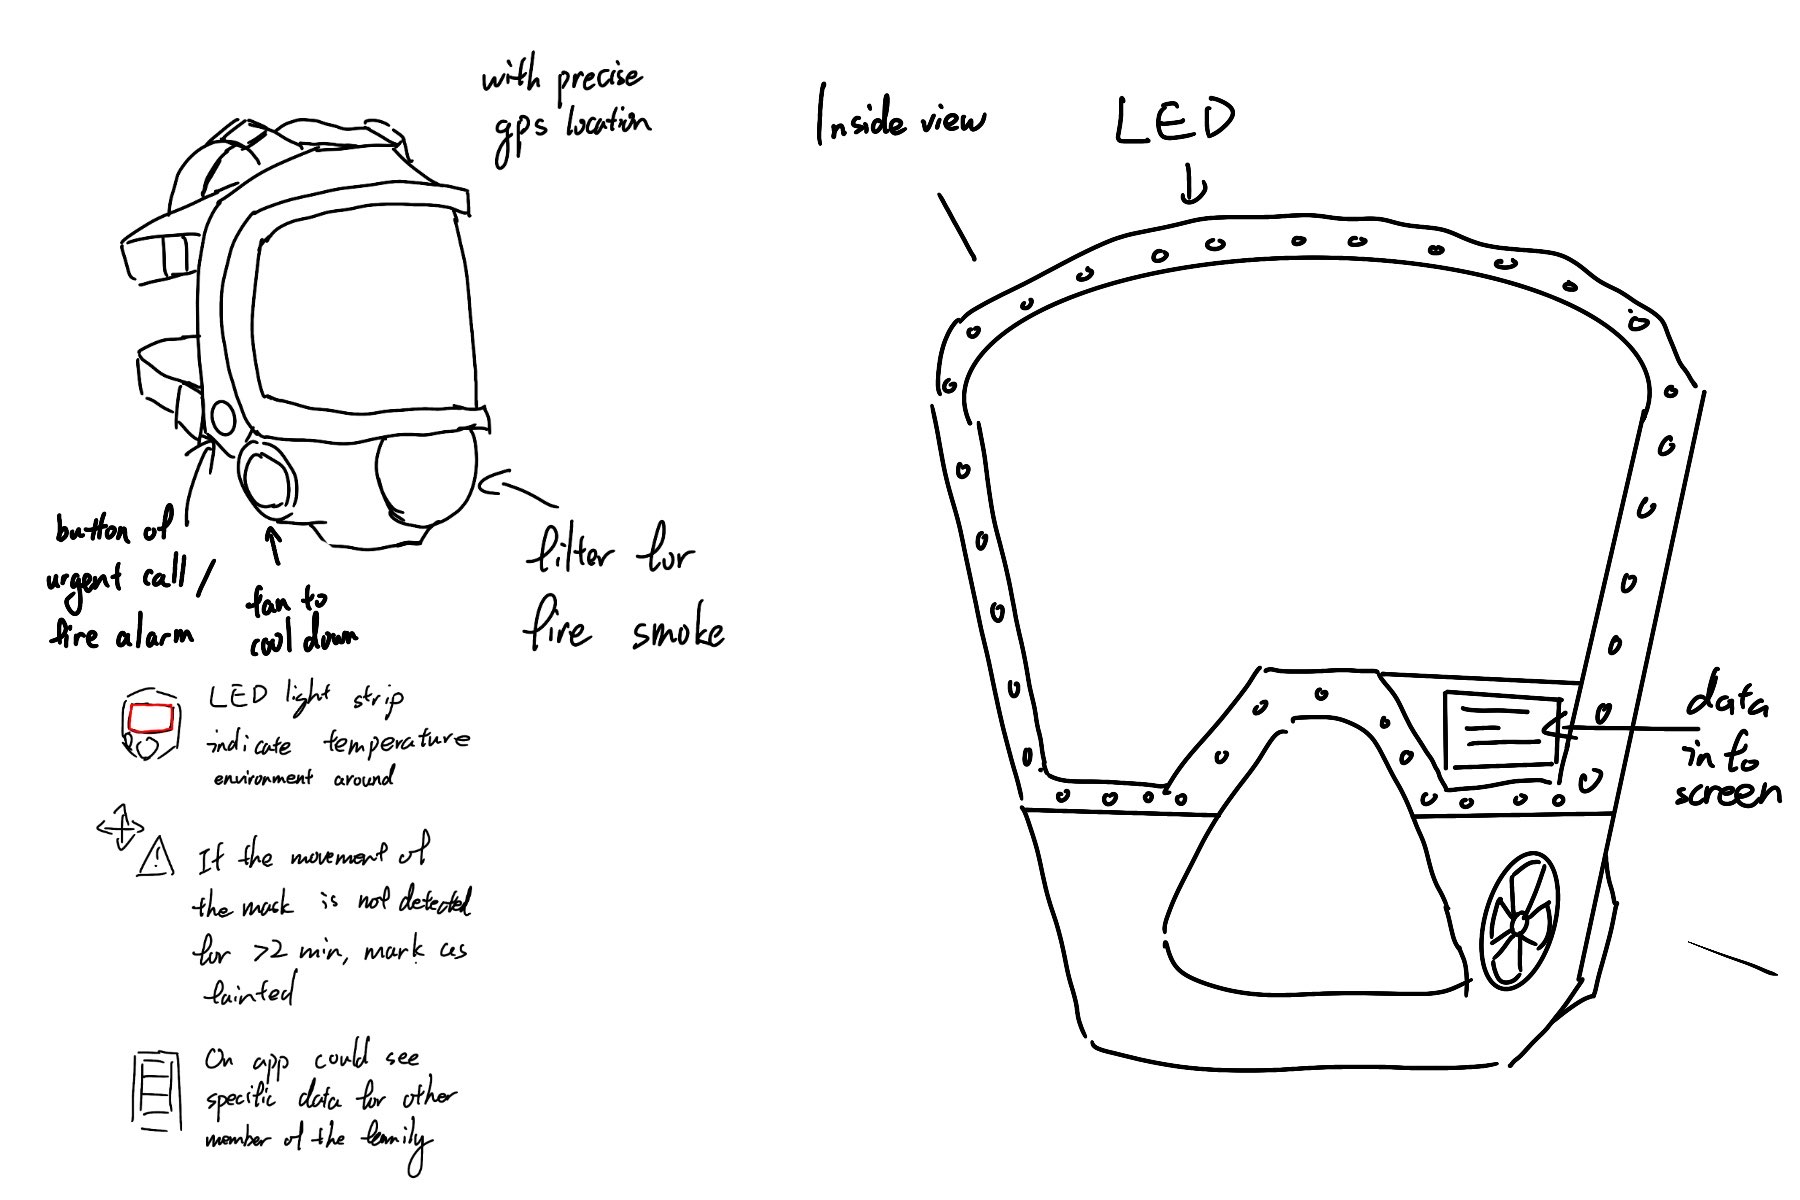 with precise
gps location
button of
urgent call /
fire alarm
fan to
cool down
filter for
fire smoke
LED light strip
indicate temperature
environment around
!
If the movement of
the mask is not detected
for >2 min, mark as
fainted
On app could see
specific data for other
member of the family
Inside view
LED
data
info
screen